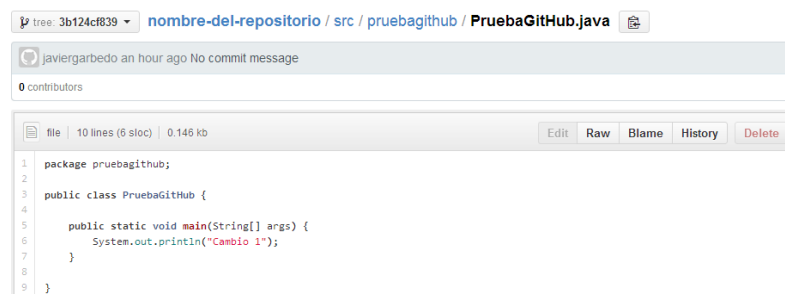 tree: 3b124cf839 nombre-del-repositorio / src / pruebagithub / PruebaGitHub.java
javiergarbedo an hour ago No commit message
0 contributors
file 10 lines (6 sloc) 0.146 kb Edit Raw Blame History Delete
1 package pruebagithub;
2
3 public class PruebaGitHub {
4
5 public static void main(String[] args) {
6 System.out.println("Cambio 1");
7 }
8
9 }